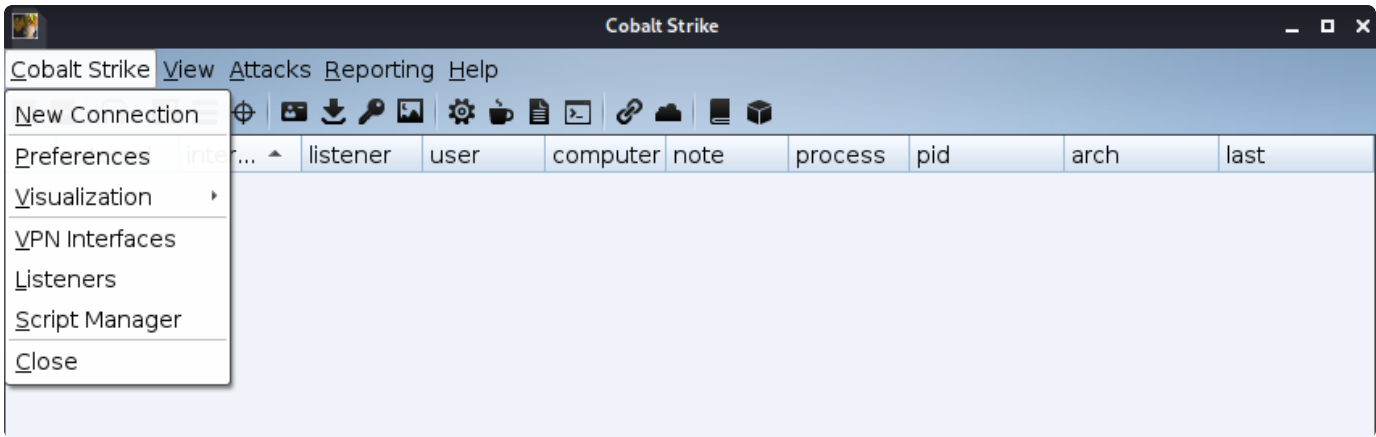 Cobalt Strike
Cobalt Strike View Attacks Reporting Help
New Connection
inter... listener user computer note process pid arch last
Preferences
Visualization
VPN Interfaces
Listeners
Script Manager
Close